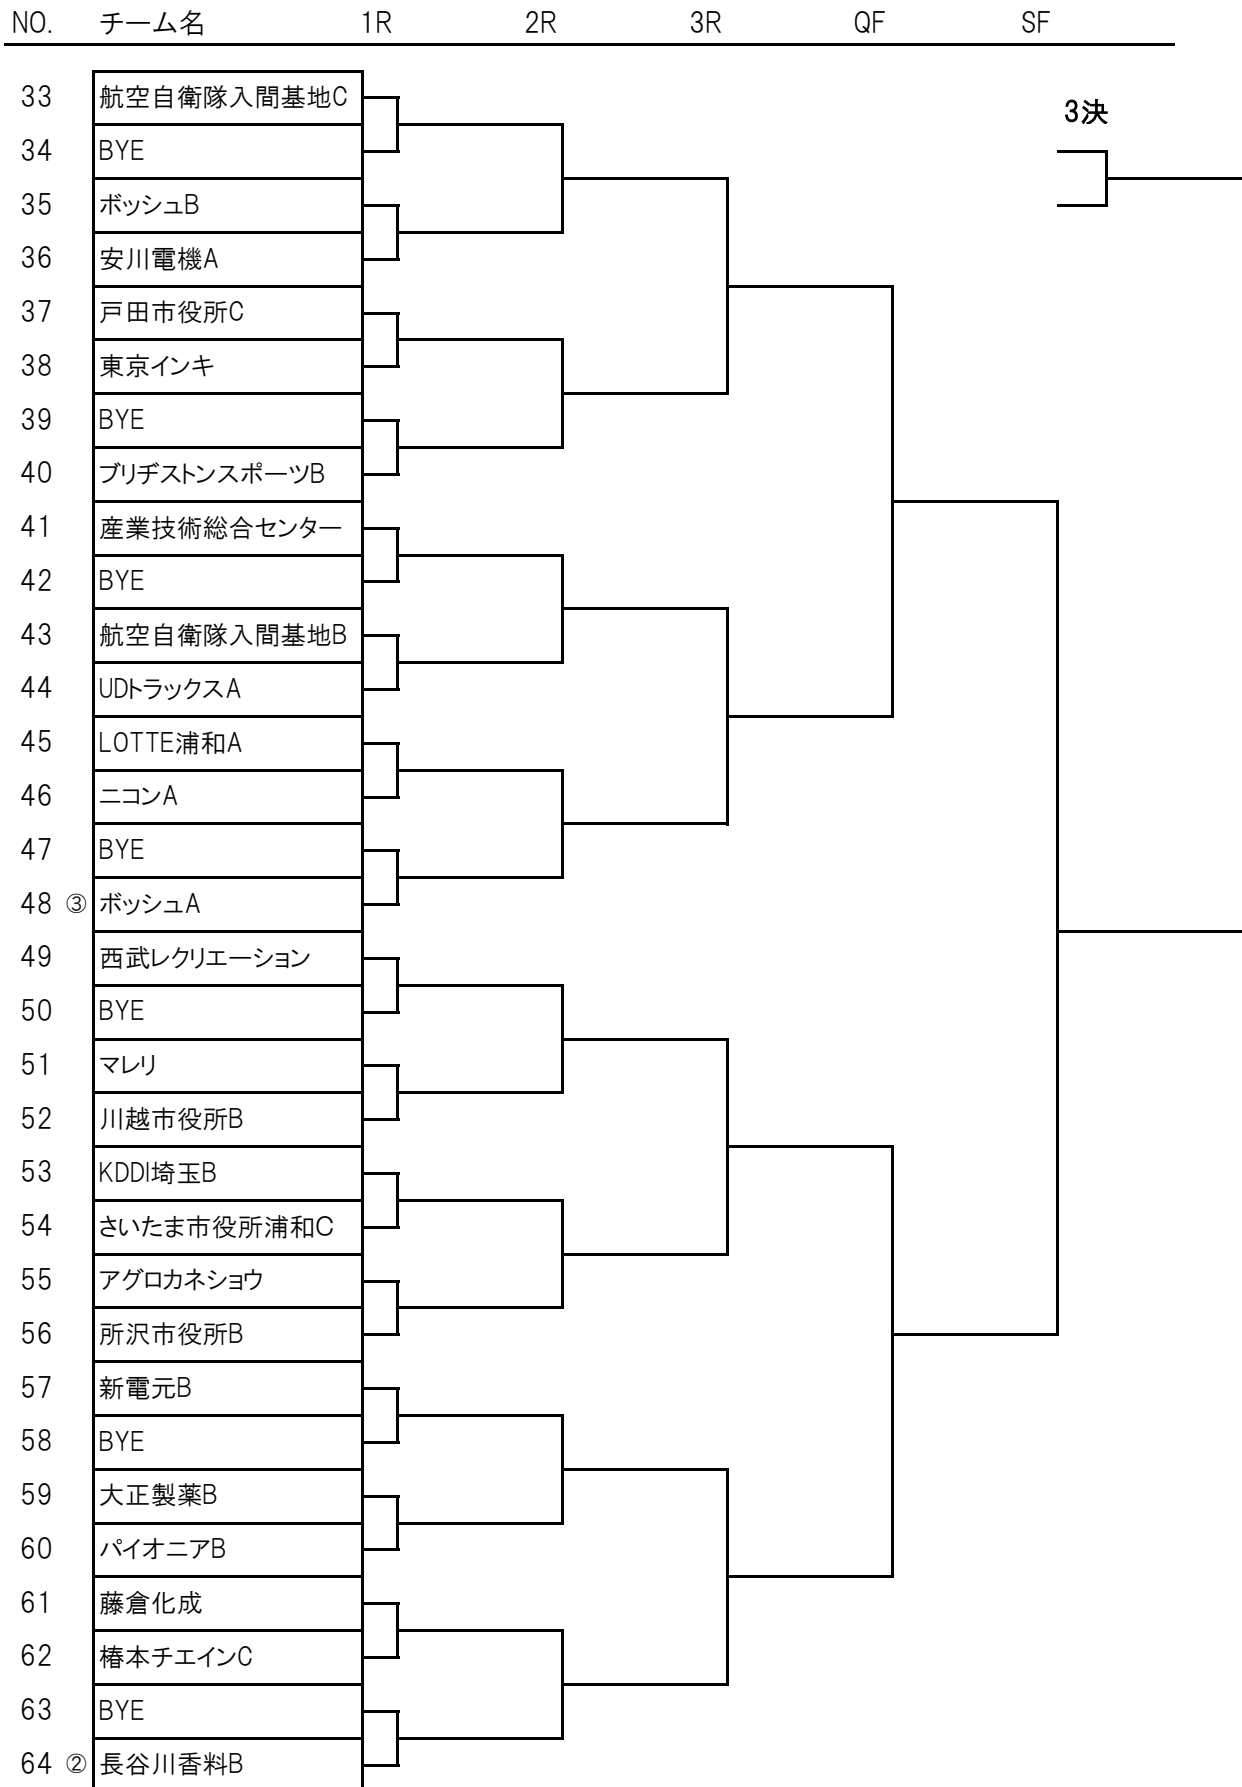 NO. チーム名 1R 2R 3R QF SF
33 航空自衛隊入間基地C
3決
34 BYE
35 ボッシュB
36 安川電機A
37 戸田市役所C
38 東京インキ
39 BYE
40 ブリヂストンスポーツB
41 産業技術総合センター
42 BYE
43 航空自衛隊入間基地B
44 UDトラックスA
45 LOTTE浦和A
46 ニコンA
47 BYE
48 ③ ボッシュA
49 西武レクリエーション
50 BYE
51 マレリ
52 川越市役所B
53 KDDI埼玉B
54 さいたま市役所浦和C
55 アグロカネショウ
56 所沢市役所B
57 新電元B
58 BYE
59 大正製薬B
60 パイオニアB
61 藤倉化成
62 椿本チエインC
63 BYE
64 ② 長谷川香料B